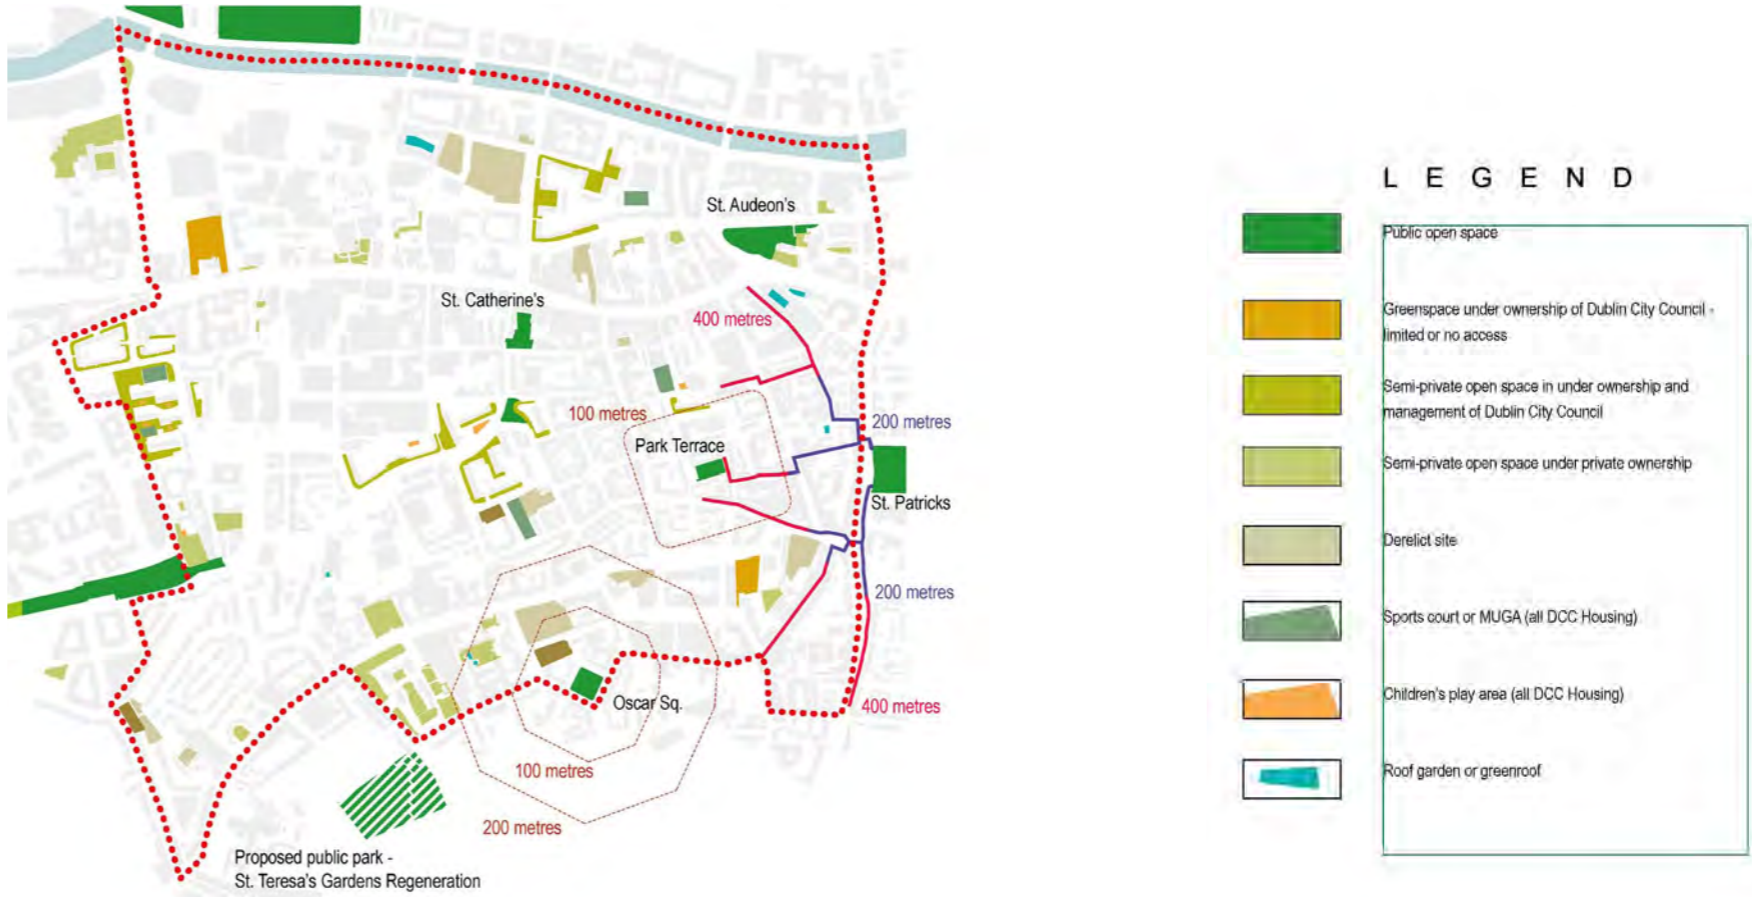 St. Audeon's
St. Catherine's
400 metres
100 metres
200 metres
Park Terrace
St. Patricks
200 metres
Oscar Sq.
400 metres
100 metres
200 metres
Proposed public park -
St. Teresa's Gardens Regeneration
L E G E N D
Public open space
Greenspace under ownership of Dublin City Council -
limited or no access
Semi-private open space in under ownership and
management of Dublin City Council
Semi-private open space under private ownership
Derelict site
Sports court or MUGA (all DCC Housing)
Children's play area (all DCC Housing)
Roof garden or greenroof